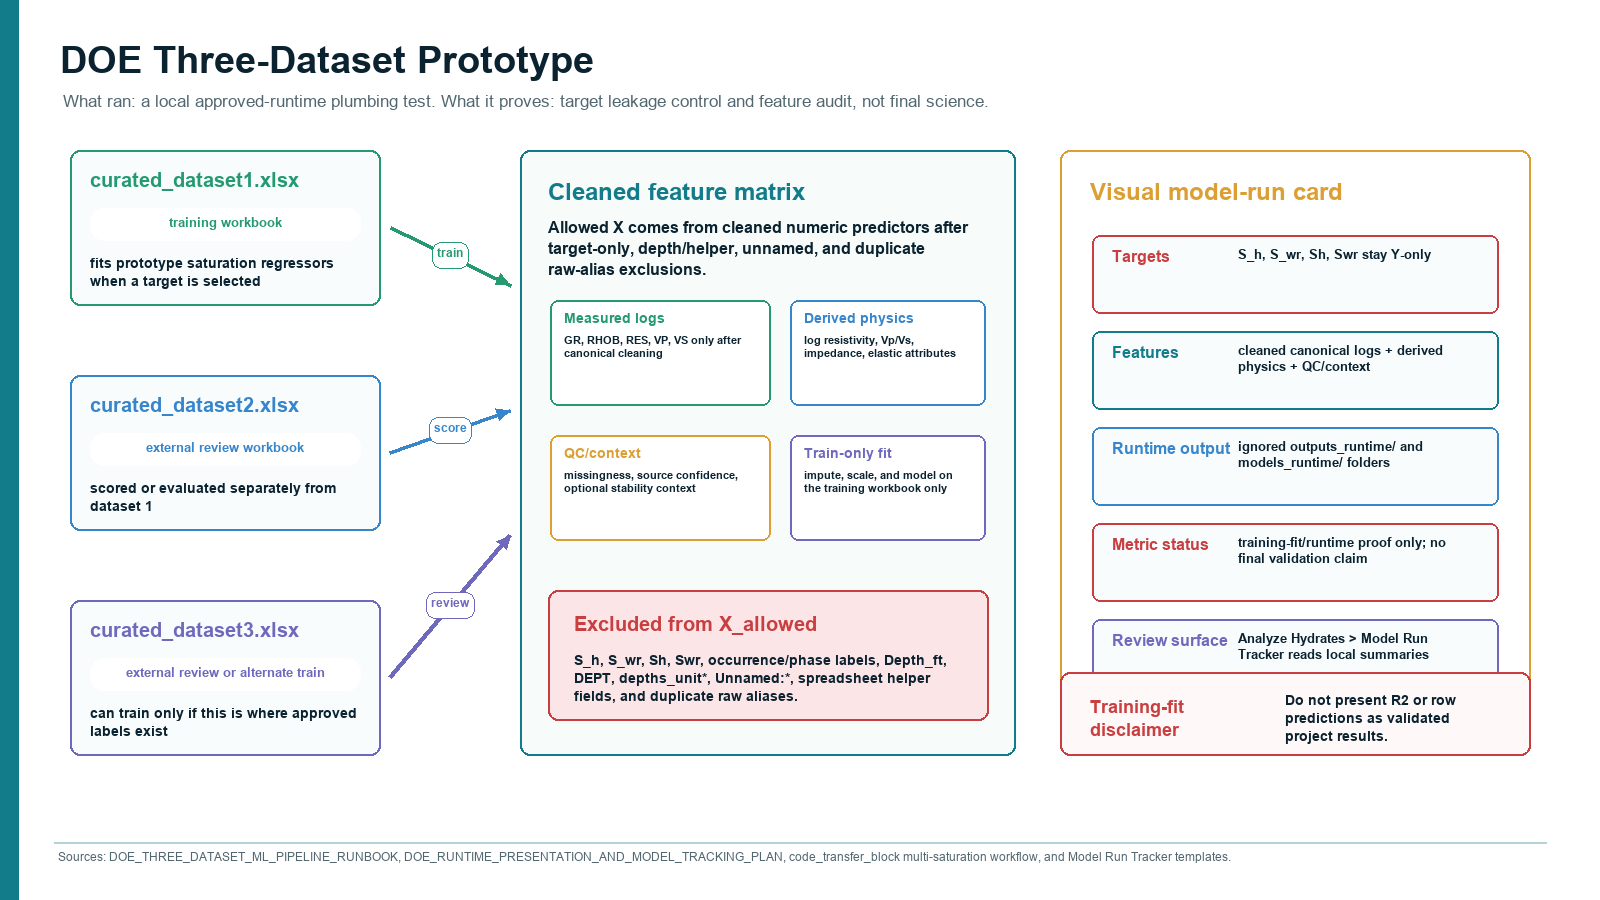 DOE Three-Dataset Prototype
What ran: a local approved-runtime plumbing test. What it proves: target leakage control and feature audit, not final science.
curated_dataset1.xlsx
training workbook
fits prototype saturation regressors
when a target is selected
train
curated_dataset2.xlsx
external review workbook
scored or evaluated separately from
dataset 1
score
curated_dataset3.xlsx
external review or alternate train
can train only if this is where approved
labels exist
review
Cleaned feature matrix
Allowed X comes from cleaned numeric predictors after
target-only, depth/helper, unnamed, and duplicate
raw-alias exclusions.
Measured logs
GR, RHOB, RES, VP, VS only after
canonical cleaning
Derived physics
log resistivity, Vp/Vs,
impedance, elastic attributes
QC/context
missingness, source confidence,
optional stability context
Train-only fit
impute, scale, and model on
the training workbook only
Excluded from X_allowed
S_h, S_wr, Sh, Swr, occurrence/phase labels, Depth_ft,
DEPT, depths_unit*, Unnamed:*, spreadsheet helper
fields, and duplicate raw aliases.
Visual model-run card
Targets
S_h, S_wr, Sh, Swr stay Y-only
Features
cleaned canonical logs + derived
physics + QC/context
Runtime output
ignored outputs_runtime/ and
models_runtime/ folders
Metric status
training-fit/runtime proof only; no
final validation claim
Review surface
Analyze Hydrates > Model Run
Tracker reads local summaries
Training-fit
disclaimer
Do not present R2 or row
predictions as validated
project results.
Sources: DOE_THREE_DATASET_ML_PIPELINE_RUNBOOK, DOE_RUNTIME_PRESENTATION_AND_MODEL_TRACKING_PLAN, code_transfer_block multi-saturation workflow, and Model Run Tracker templates.